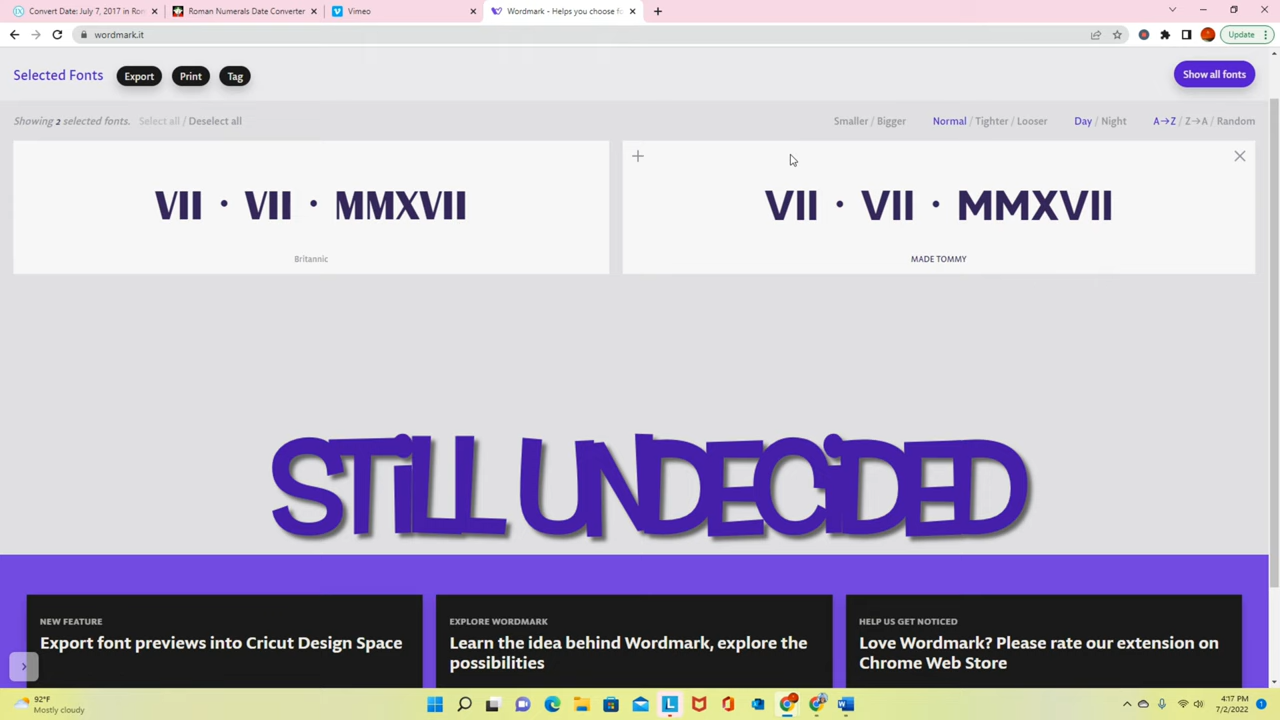 Convert Date: July 7, 2017 in Ro
Roman Numerals Date Converter
Vimeo
Wordmark - Helps you choose fo
wordmark.it
Update
Selected Fonts
Export
Print
Tag
Show all fonts
Showing 2 selected fonts. Select all / Deselect all
Smaller / Bigger
Normal / Tighter / Looser
Day / Night
A→Z / Z→A / Random
VII · VII · MMXVII
Britannic
VII · VII · MMXVII
MADE TOMMY
STiLL UNDECiDED
NEW FEATURE
Export font previews into Cricut Design Space
EXPLORE WORDMARK
Learn the idea behind Wordmark, explore the
possibilities
HELP US GET NOTICED
Love Wordmark? Please rate our extension on
Chrome Web Store
92°F
Mostly cloudy
4:17 PM
7/2/2022